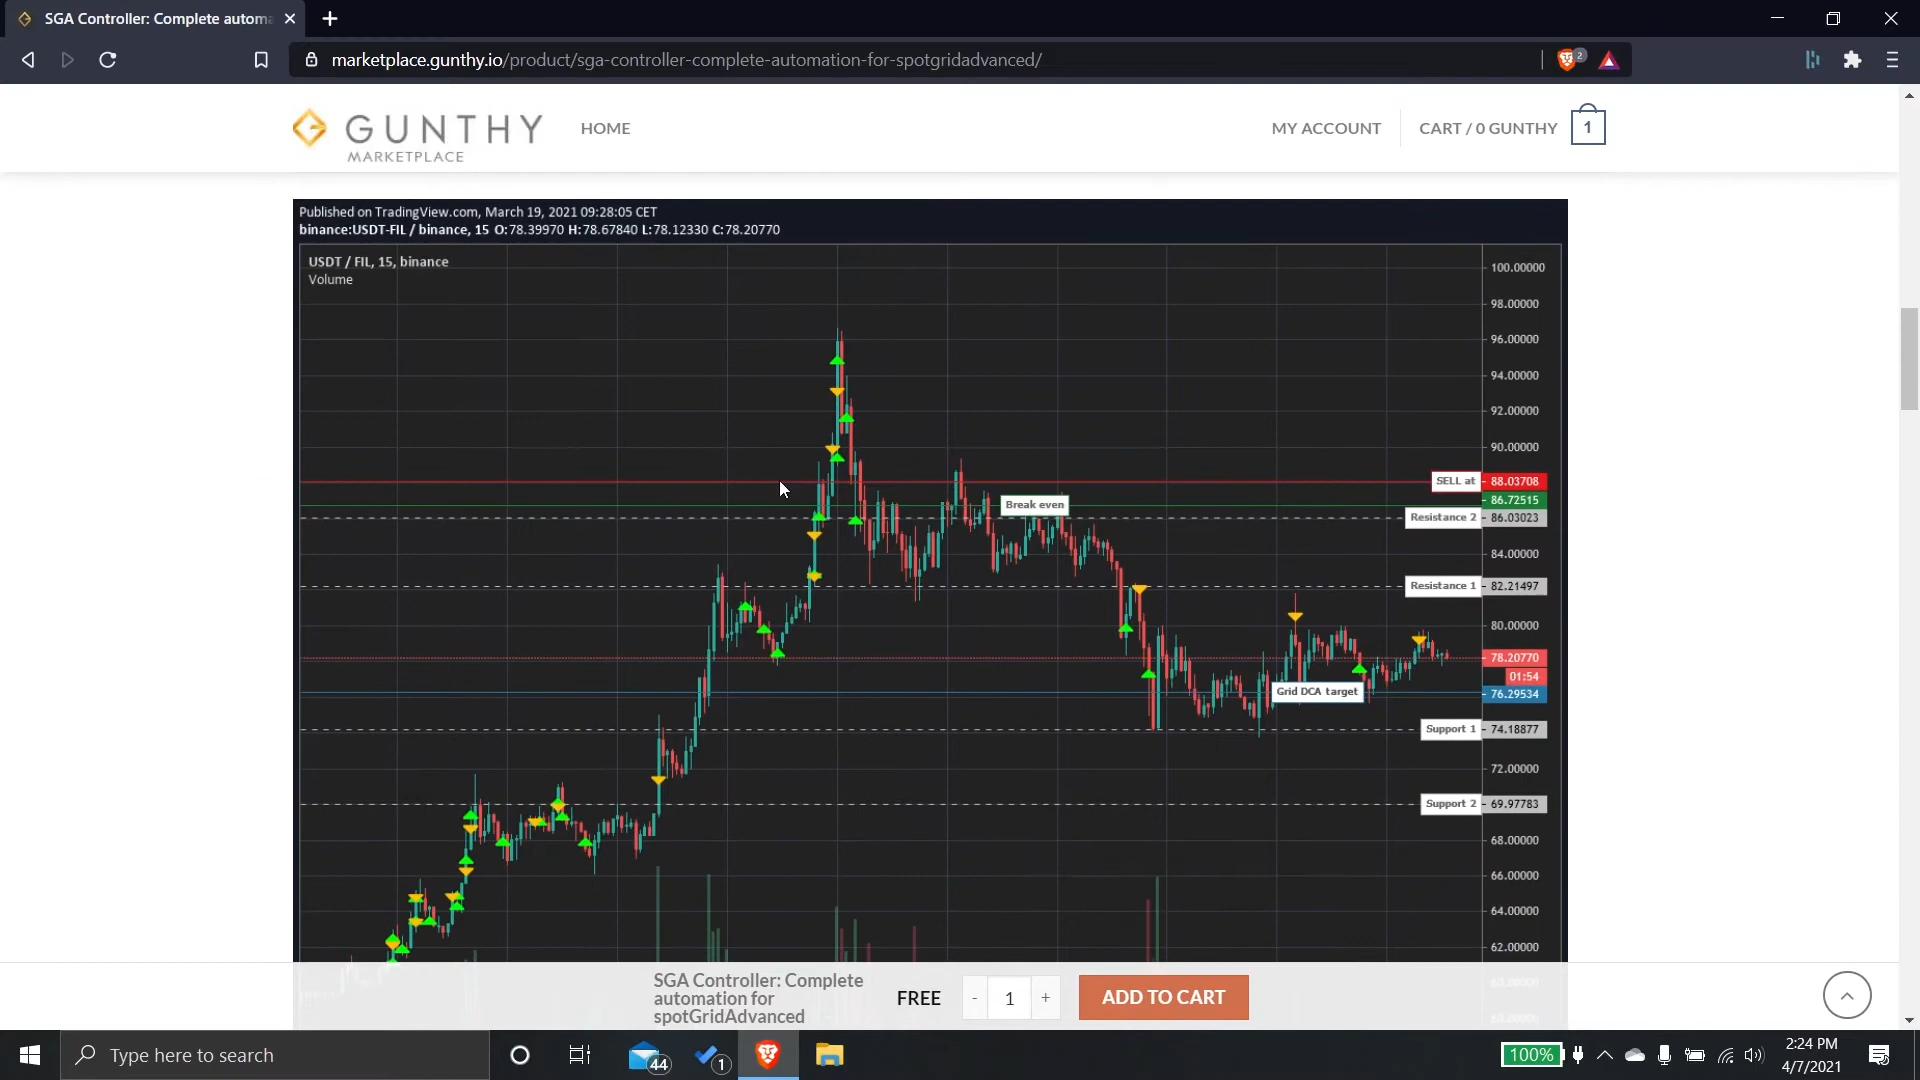 SGA Controller: Complete automa
marketplace.gunthy.io/product/sga-controller-complete-automation-for-spotgridadvanced/
2
GUNTHY
MARKETPLACE
HOME
MY ACCOUNT
CART / 0 GUNTHY
1
Published on TradingView.com, March 19, 2021 09:28:05 CET
binance:USDT-FIL / binance, 15 O:78.39970 H:78.67840 L:78.12330 C:78.20770
USDT / FIL, 15, binance
Volume
100.00000
98.00000
96.00000
94.00000
92.00000
90.00000
SELL at
88.03708
Break even
86.72515
Resistance 2
86.03023
84.00000
Resistance 1
82.21497
80.00000
78.20770
01:54
Grid DCA target
76.29534
Support 1
74.18877
72.00000
Support 2
69.97783
68.00000
66.00000
64.00000
62.00000
60.00000
SGA Controller: Complete
automation for
spotGridAdvanced
FREE
- 1 +
ADD TO CART
Type here to search
44
1
100%
2:24 PM
4/7/2021